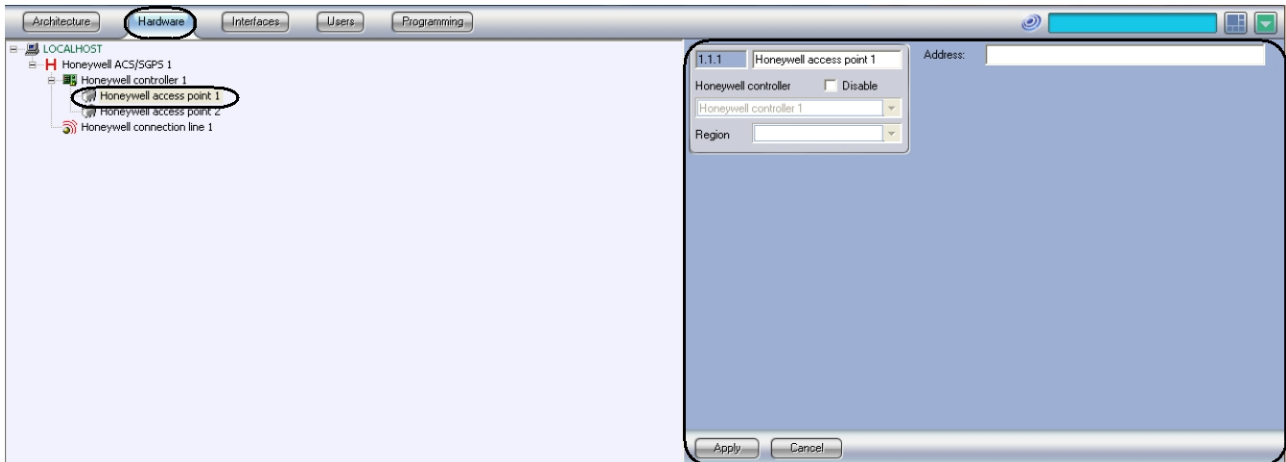 Architecture Hardware Interfaces Users Programming
LOCALHOST
Honeywell ACS/SGPS 1
Honeywell controller 1
Honeywell access point 1
Honeywell access point 2
Honeywell connection line 1
1.1.1 Honeywell access point 1 Address:
Honeywell controller Disable
Honeywell controller 1
Region
Apply Cancel